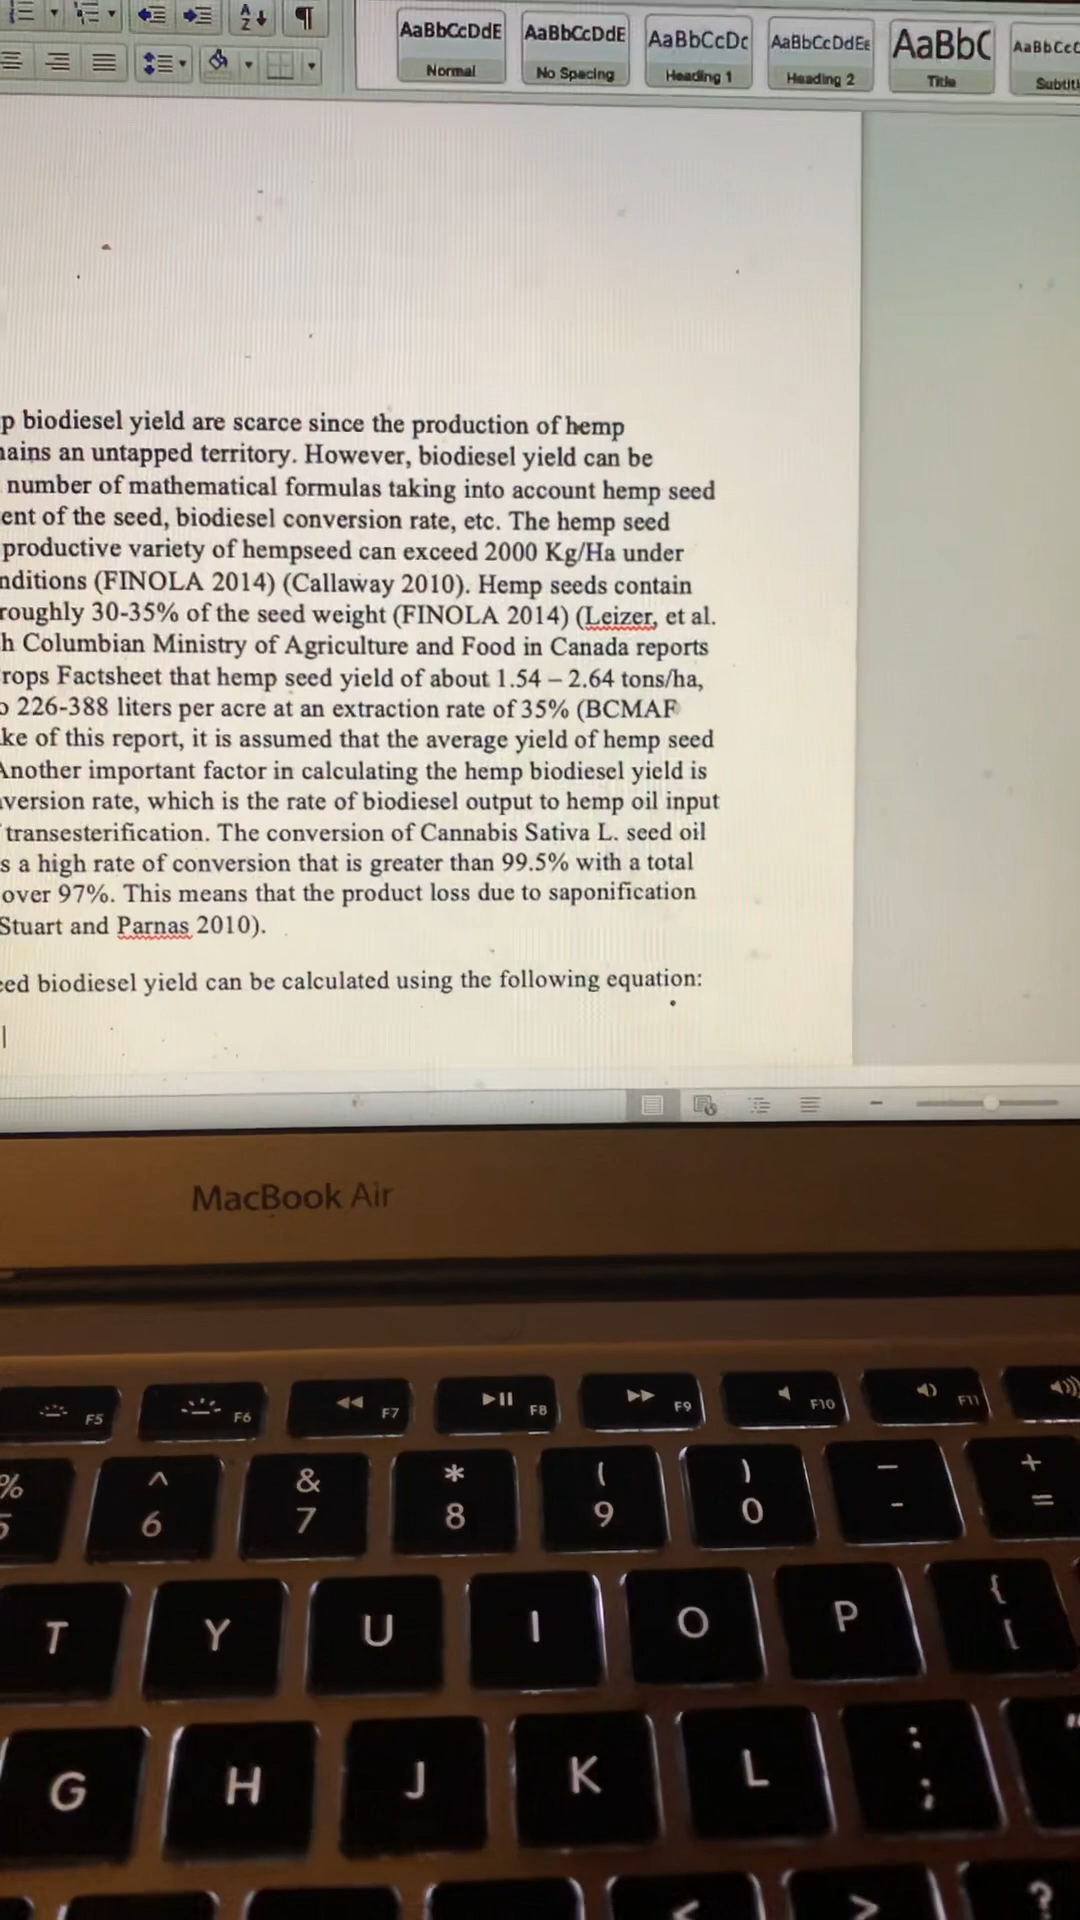 AaBbCcDdE AaBbCcDdE AaBbCcDc AaBbCcDdEe AaBbC
Normal No Spacing Heading 1 Heading 2 Title
biodiesel yield are scarce since the production of hemp
an untapped territory. However, biodiesel yield can be
number of mathematical formulas taking into account hemp seed
of the seed, biodiesel conversion rate, etc. The hemp seed
productive variety of hempseed can exceed 2000 Kg/Ha under
(FINOLA 2014) (Callaway 2010). Hemp seeds contain
roughly 30-35% of the seed weight (FINOLA 2014) (Leizer, et al.
Columbian Ministry of Agriculture and Food in Canada reports
Factsheet that hemp seed yield of about 1.54 – 2.64 tons/ha,
226-388 liters per acre at an extraction rate of 35% (BCMAF
of this report, it is assumed that the average yield of hemp seed
Another important factor in calculating the hemp biodiesel yield is
rate, which is the rate of biodiesel output to hemp oil input
transesterification. The conversion of Cannabis Sativa L. seed oil
a high rate of conversion that is greater than 99.5% with a total
over 97%. This means that the product loss due to saponification
Stuart and Parnas 2010).
biodiesel yield can be calculated using the following equation:
MacBook Air
F5 F6 F7 F8 F9 F10 F11
% ^ & * ( ) _ +
5 6 7 8 9 0 - =
T Y U I O P { [
G H J K L : ;
< > ?